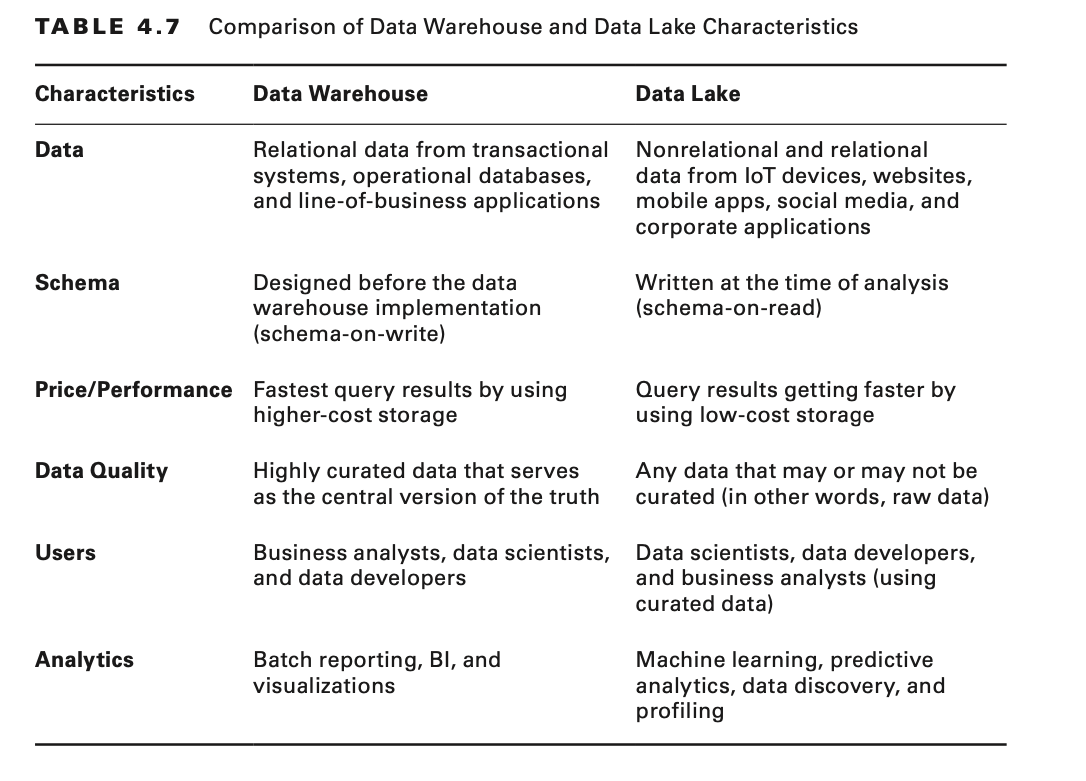 TABLE 4.7 Comparison of Data Warehouse and Data Lake Characteristics
Characteristics Data Warehouse Data Lake
Data Relational data from transactional Nonrelational and relational
systems, operational databases, data from IoT devices, websites,
and line-of-business applications mobile apps, social media, and
corporate applications
Schema Designed before the data Written at the time of analysis
warehouse implementation (schema-on-read)
(schema-on-write)
Price/Performance Fastest query results by using Query results getting faster by
higher-cost storage using low-cost storage
Data Quality Highly curated data that serves Any data that may or may not be
as the central version of the truth curated (in other words, raw data)
Users Business analysts, data scientists, Data scientists, data developers,
and data developers and business analysts (using
curated data)
Analytics Batch reporting, BI, and Machine learning, predictive
visualizations analytics, data discovery, and
profiling